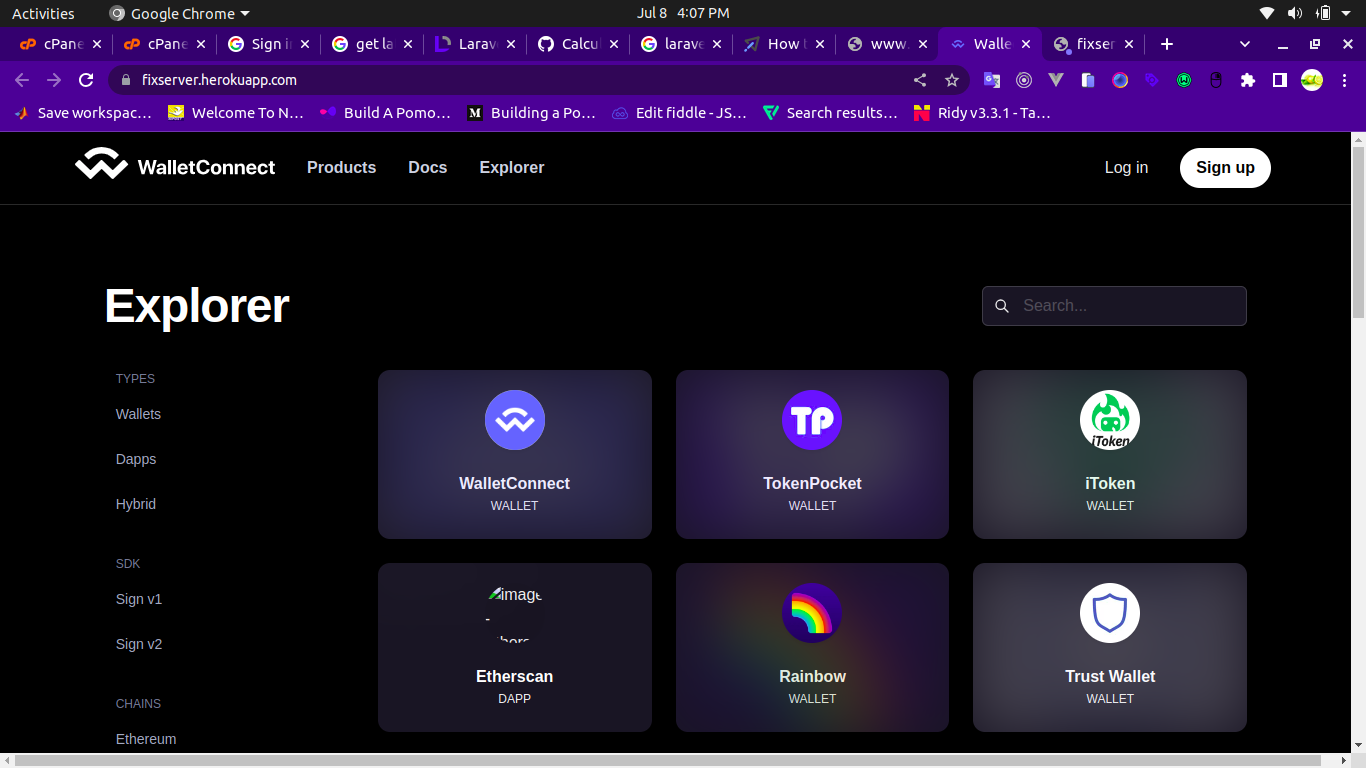 Activities Google Chrome Jul 8 4:07 PM
cPane cPane Sign i get la Larav Calcu larave How t www. Walle fixser
fixserver.herokuapp.com
Save workspac... Welcome To N... Build A Pomo... Building a Po... Edit fiddle - JS... Search results... Ridy v3.3.1 - Ta...
WalletConnect Products Docs Explorer Log in Sign up
Explorer
Search...
TYPES
Wallets
Dapps
Hybrid
SDK
Sign v1
Sign v2
CHAINS
Ethereum
WalletConnect
WALLET
TP
TokenPocket
WALLET
iToken
iToken
WALLET
image
-
Etherscan
DAPP
Rainbow
WALLET
Trust Wallet
WALLET